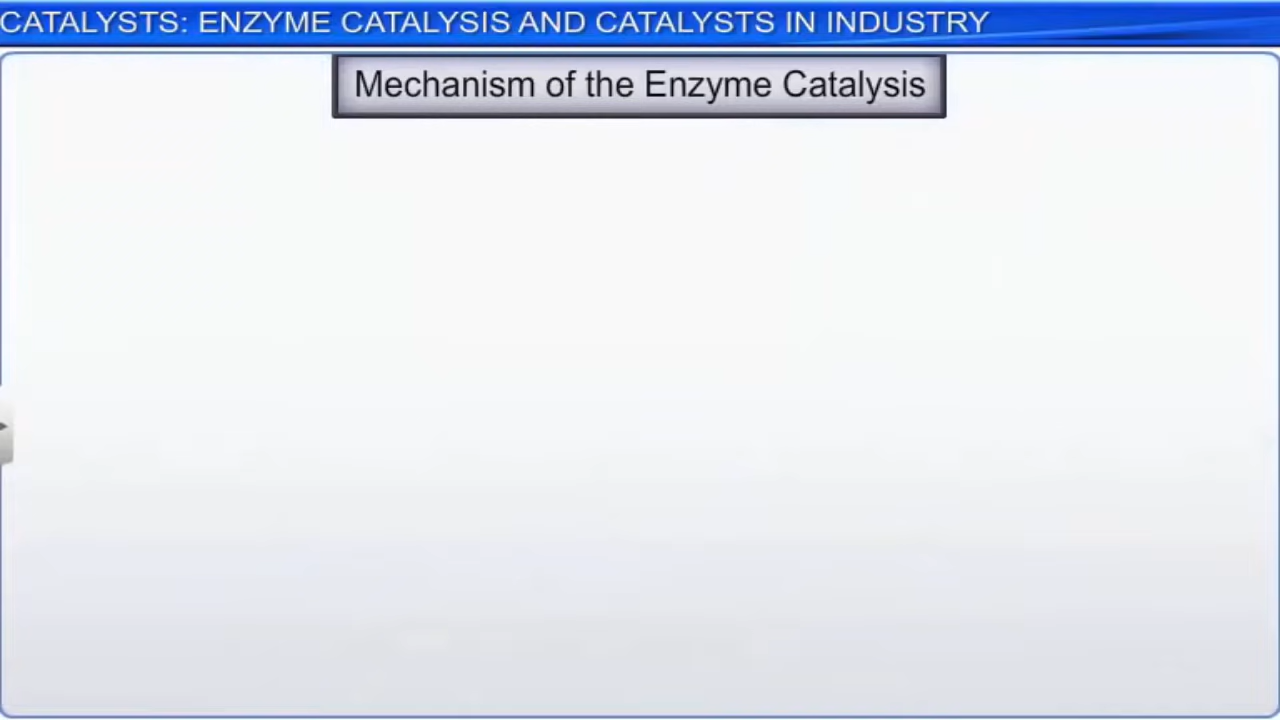 CATALYSTS: ENZYME CATALYSIS AND CATALYSTS IN INDUSTRY
Mechanism of the Enzyme Catalysis